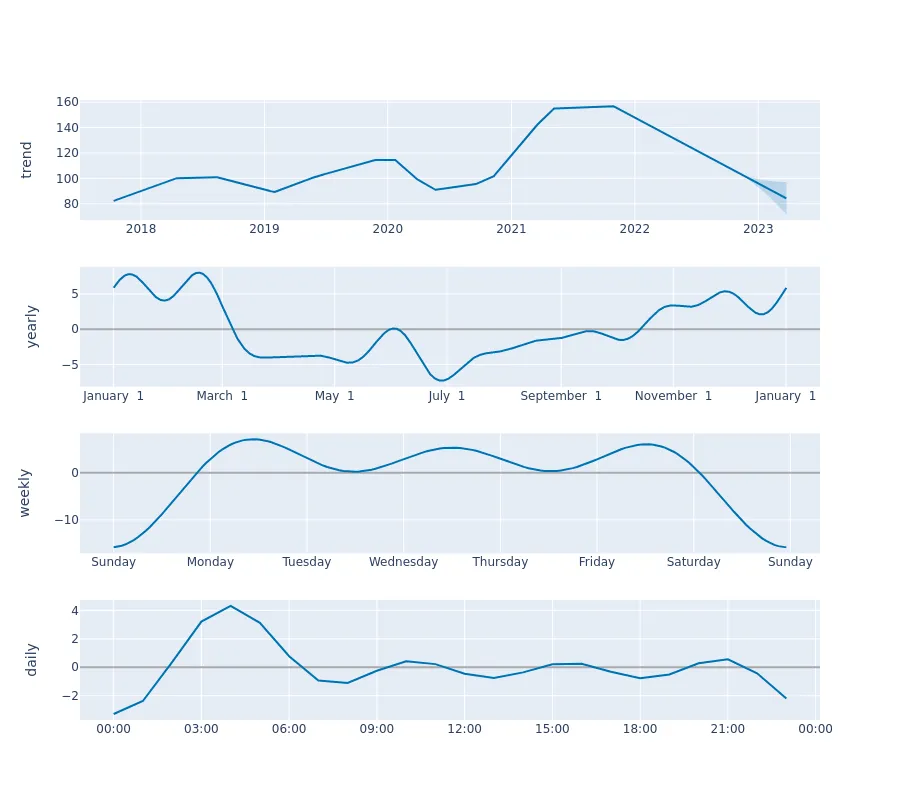 trend
160
140
120
100
80
2018 2019 2020 2021 2022 2023
yearly
5
0
−5
January 1 March 1 May 1 July 1 September 1 November 1 January 1
weekly
0
−10
Sunday Monday Tuesday Wednesday Thursday Friday Saturday Sunday
daily
4
2
0
−2
00:00 03:00 06:00 09:00 12:00 15:00 18:00 21:00 00:00